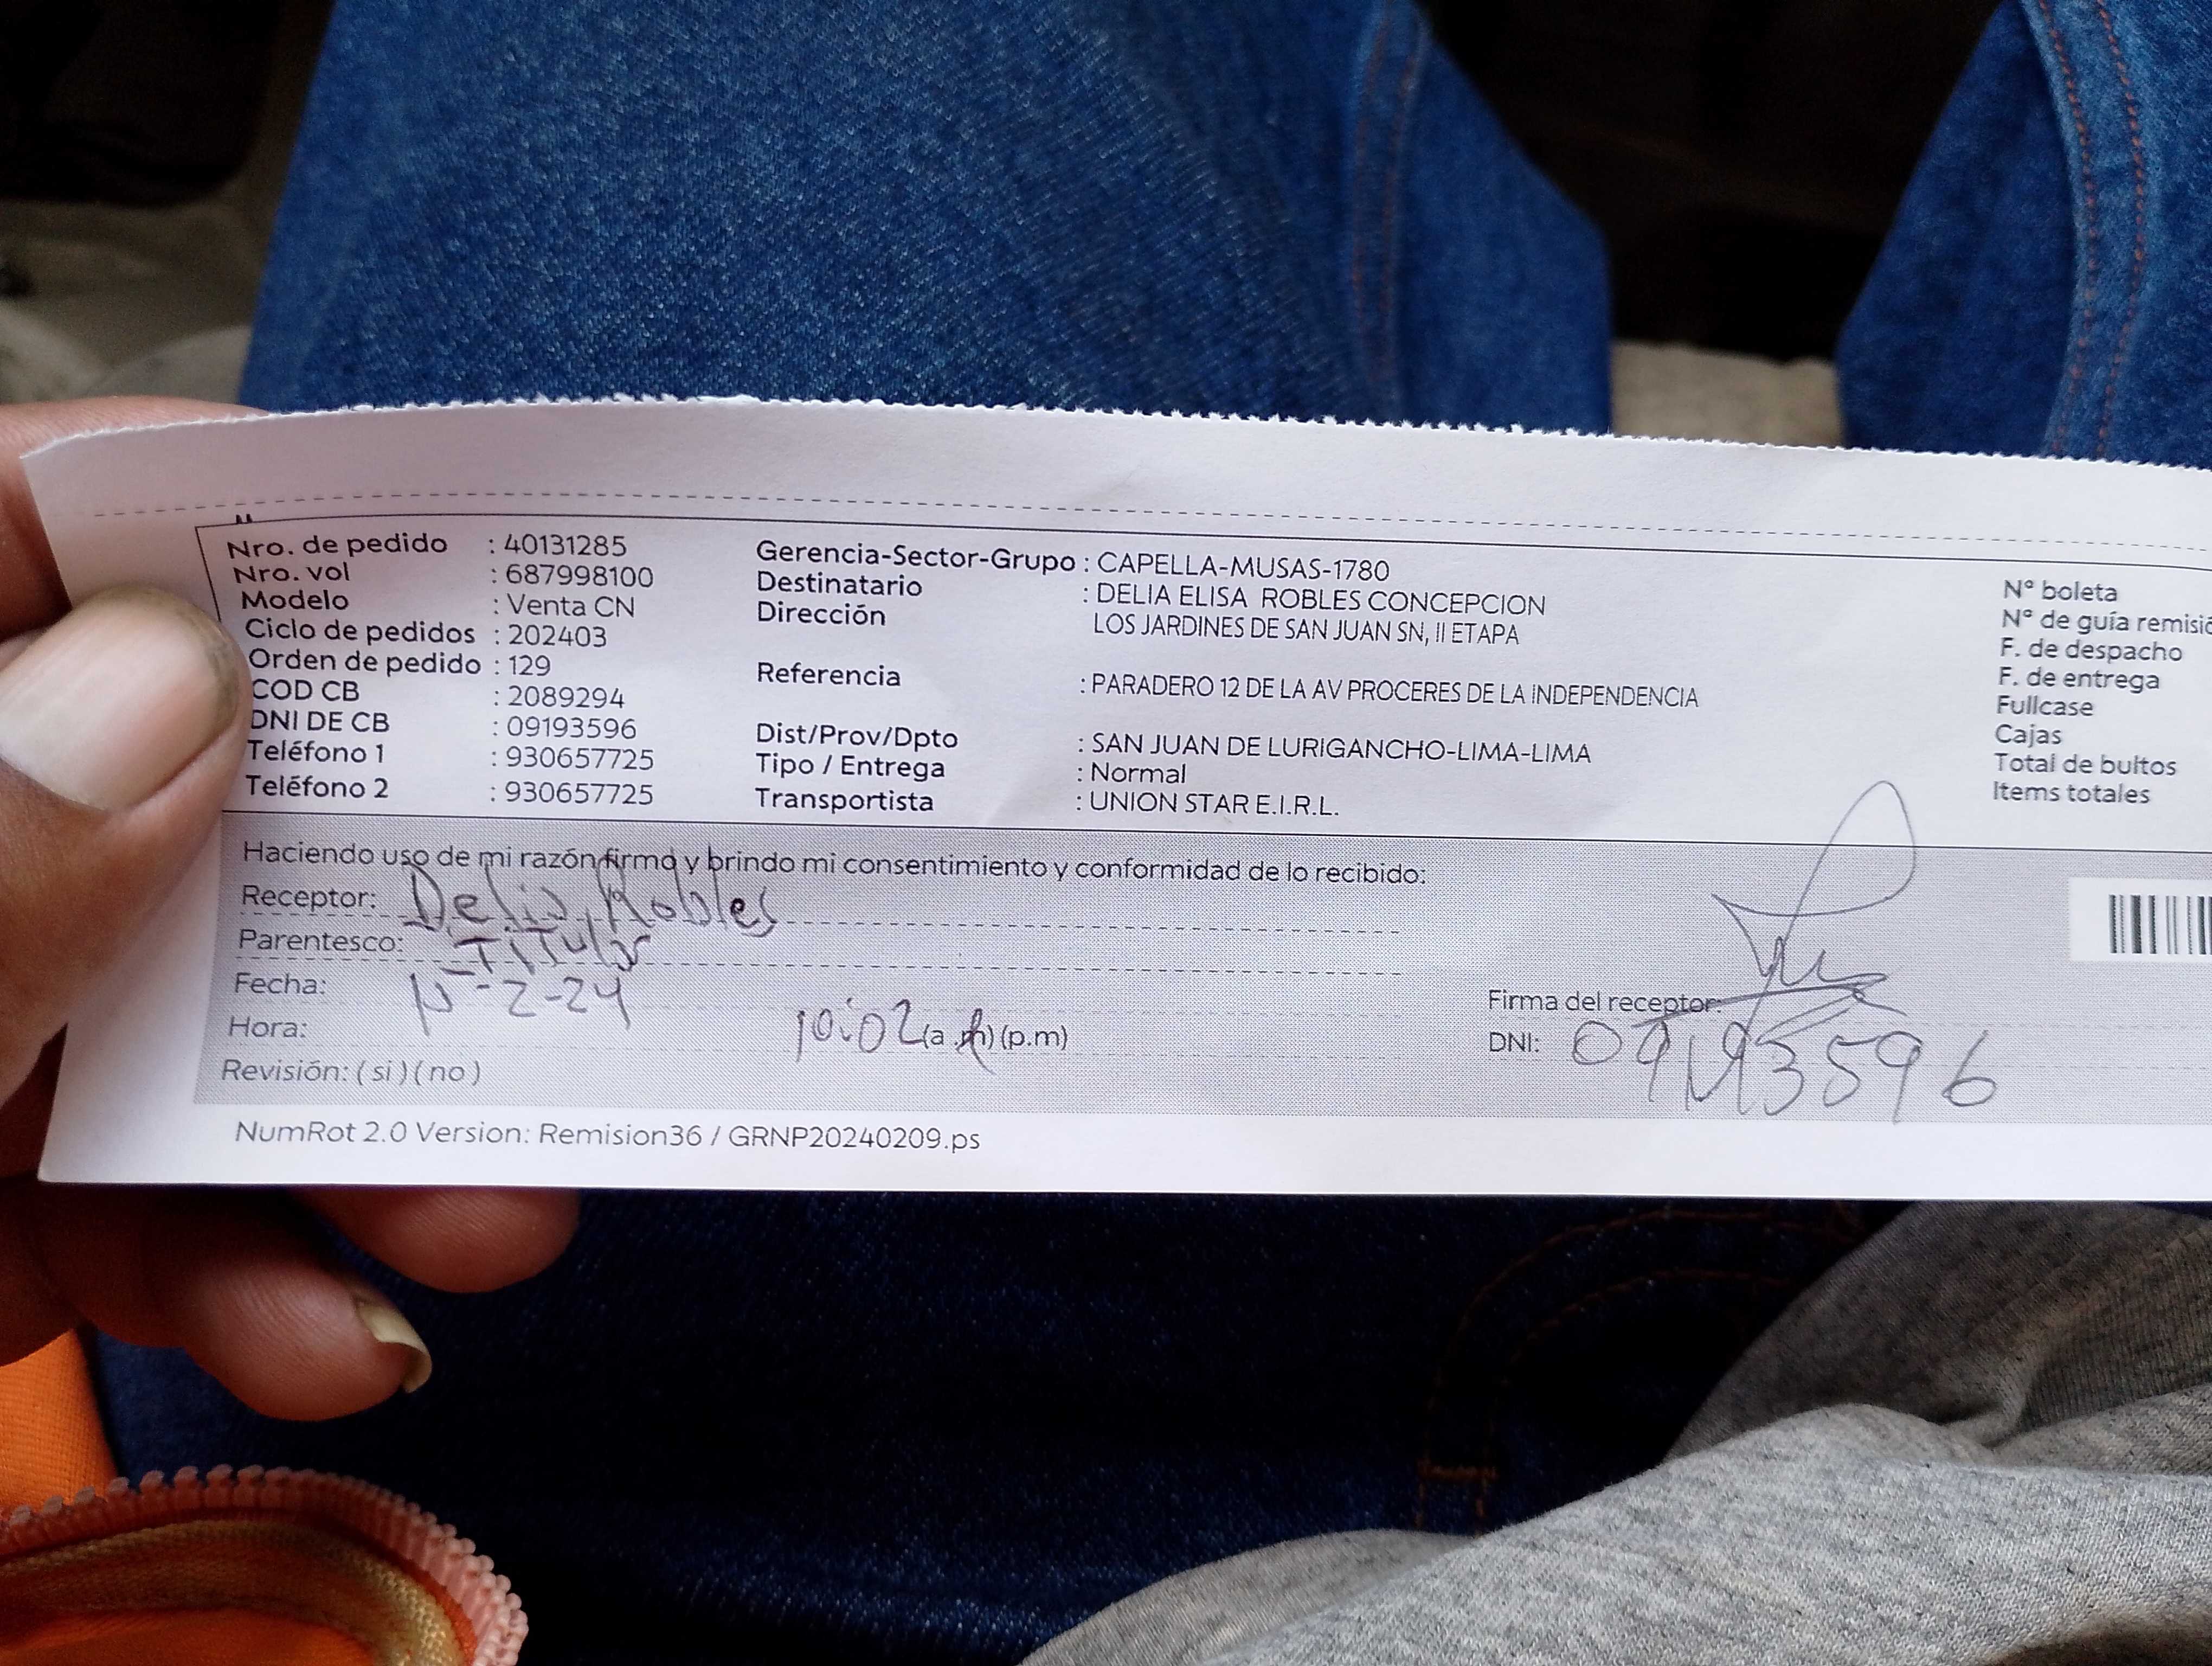 Nro. de pedido : 40131285
Nro. vol : 687998100
Modelo : Venta CN
Ciclo de pedidos : 202403
Orden de pedido : 129
COD CB : 2089294
DNI DE CB : 09193596
Teléfono 1 : 930657725
Teléfono 2 : 930657725
Gerencia-Sector-Grupo : CAPELLA-MUSAS-1780
Destinatario : DELIA ELISA ROBLES CONCEPCION
Dirección LOS JARDINES DE SAN JUAN SN, II ETAPA
Referencia : PARADERO 12 DE LA AV PROCERES DE LA INDEPENDENCIA
Dist/Prov/Dpto : SAN JUAN DE LURIGANCHO-LIMA-LIMA
Tipo / Entrega : Normal
Transportista : UNION STAR E.I.R.L.
N° boleta
N° de guía remisió
F. de despacho
F. de entrega
Fullcase
Cajas
Total de bultos
Items totales
Haciendo uso de mi razón firmo y brindo mi consentimiento y conformidad de lo recibido:
Receptor: Delia Robles
Parentesco: Titular
Fecha: -2-24
Hora: 10:02 (a.m) (p.m)
Revisión: ( si ) ( no )
Firma del receptor:
DNI: 09193596
NumRot 2.0 Version: Remision36 / GRNP20240209.ps